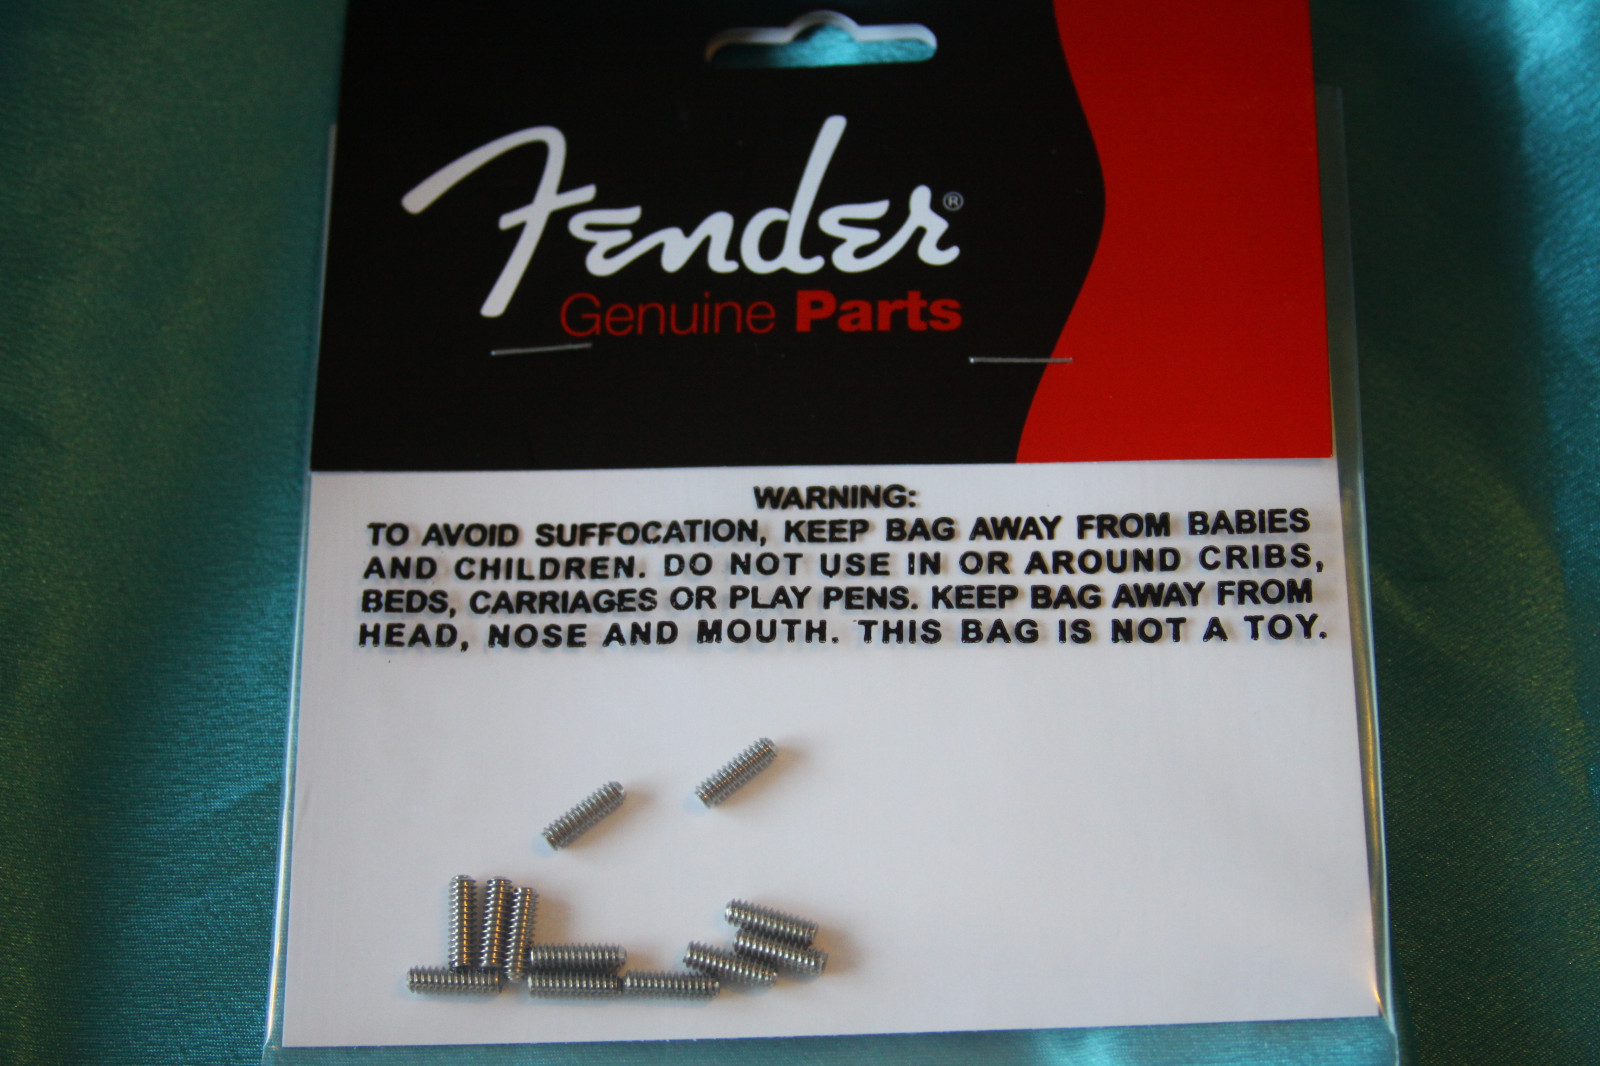 Fender®
Genuine Parts
WARNING:
TO AVOID SUFFOCATION, KEEP BAG AWAY FROM BABIES
AND CHILDREN. DO NOT USE IN OR AROUND CRIBS,
BEDS, CARRIAGES OR PLAY PENS. KEEP BAG AWAY FROM
HEAD, NOSE AND MOUTH. THIS BAG IS NOT A TOY.